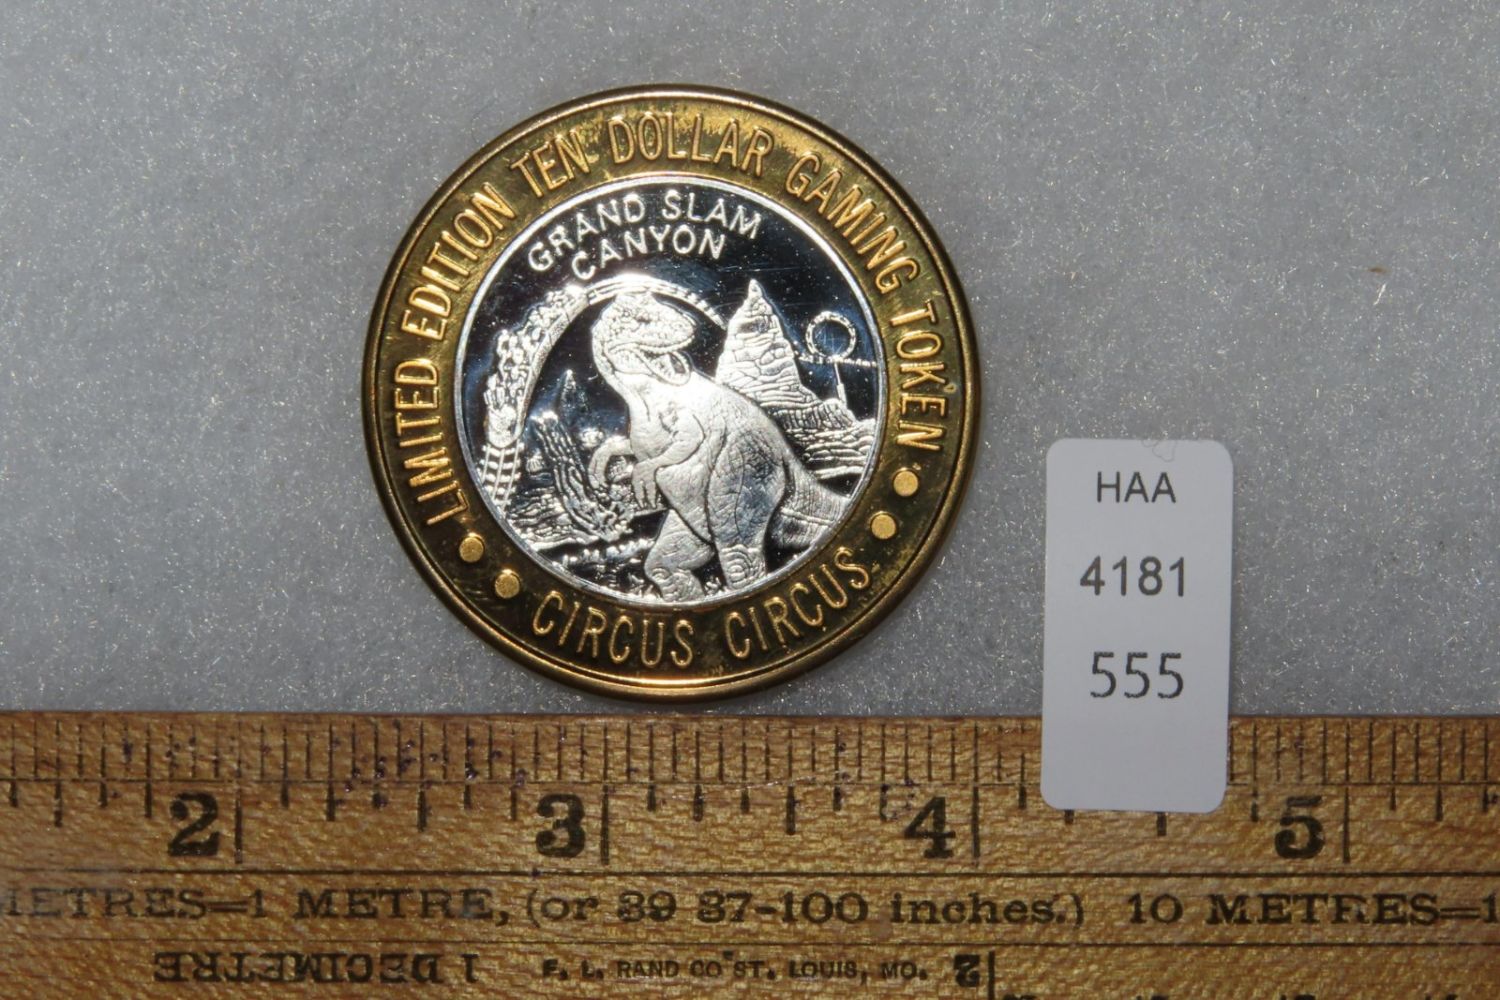 LIMITED EDITION TEN DOLLAR GAMING TOKEN
GRAND SLAM
CANYON
CIRCUS CIRCUS
HAA
4181
555
2 3 4 5
METRES=1 METRE, (or 39 37-100 inches.) 10 METRES=1
1 DECIMETRE
F. L. RAND CO ST. LOUIS, MO.
2